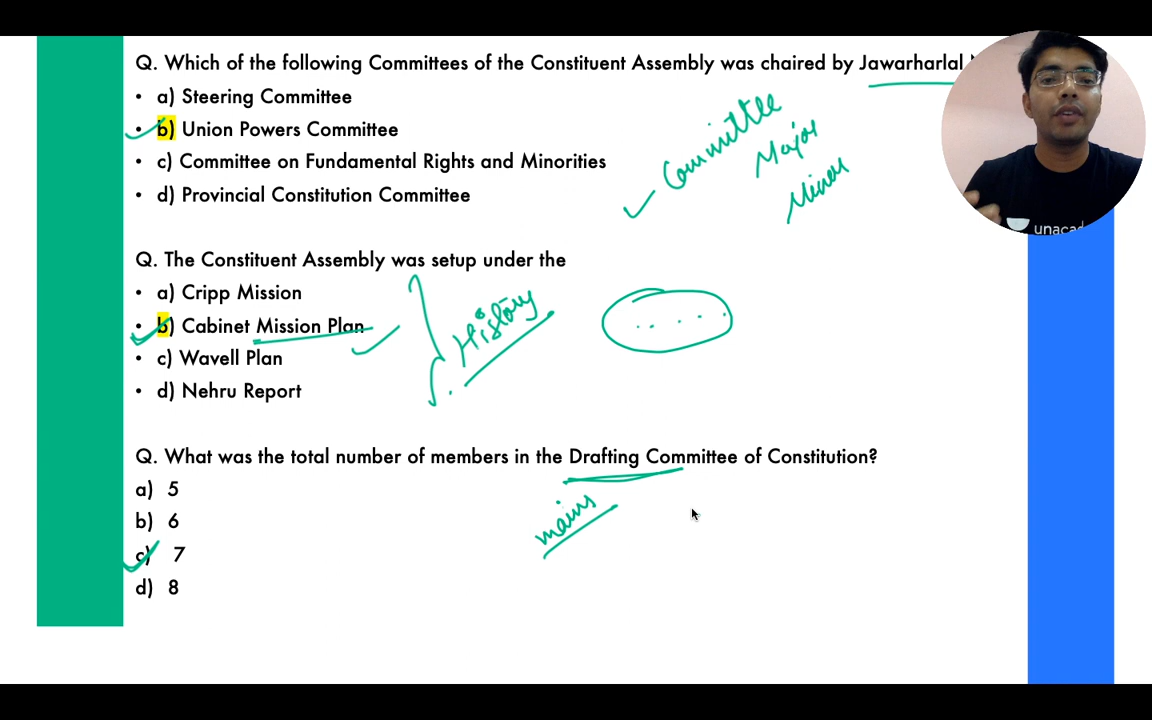 Q. Which of the following Committees of the Constituent Assembly was chaired by Jawarharlal
• a) Steering Committee
• b) Union Powers Committee
• c) Committee on Fundamental Rights and Minorities
• d) Provincial Constitution Committee
Committee
Major
Minor
unaca
Q. The Constituent Assembly was setup under the
• a) Cripp Mission
• b) Cabinet Mission Plan
• c) Wavell Plan
• d) Nehru Report
History
Q. What was the total number of members in the Drafting Committee of Constitution?
a) 5
b) 6
c) 7
d) 8
mains